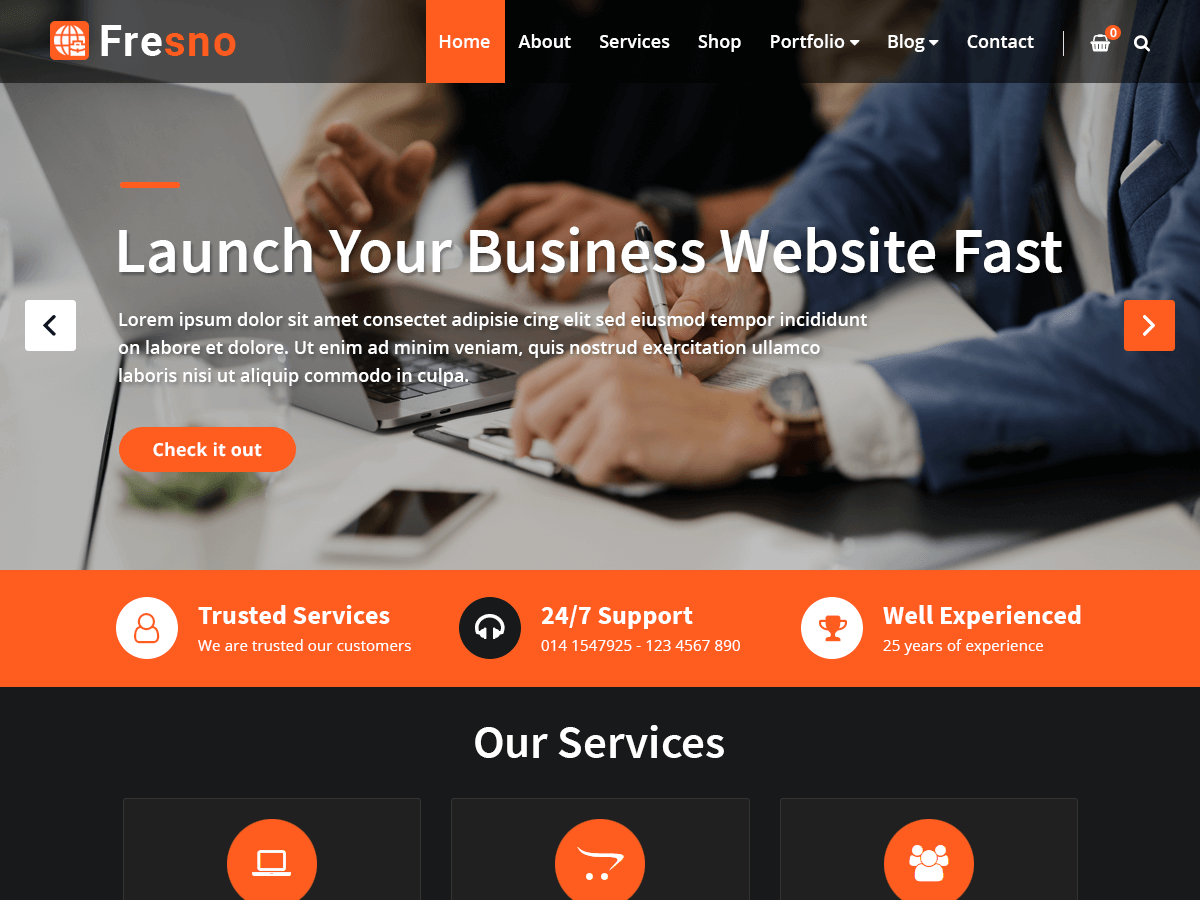 Fresno
Home About Services Shop Portfolio Blog Contact 0
Launch Your Business Website Fast
Lorem ipsum dolor sit amet consectet adipisie cing elit sed eiusmod tempor incididunt
on labore et dolore. Ut enim ad minim veniam, quis nostrud exercitation ullamco
laboris nisi ut aliquip commodo in culpa.
Check it out
Trusted Services
We are trusted our customers
24/7 Support
014 1547925 - 123 4567 890
Well Experienced
25 years of experience
Our Services